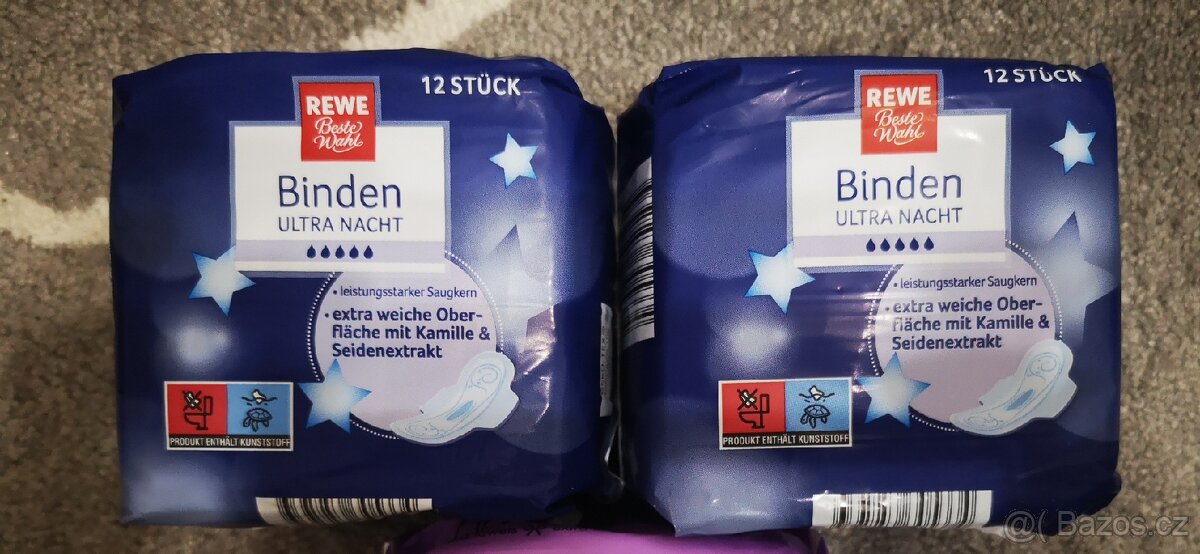 12 STÜCK
REWE
Beste
Wahl
Binden
ULTRA NACHT
• leistungsstarker Saugkern
• extra weiche Ober-
fläche mit Kamille &
Seidenextrakt
PRODUKT ENTHÄLT KUNSTSTOFF
12 STÜCK
REWE
Beste
Wahl
Binden
ULTRA NACHT
• leistungsstarker Saugkern
• extra weiche Ober-
fläche mit Kamille &
Seidenextrakt
PRODUKT ENTHÄLT KUNSTSTOFF
@( Bazos.cz